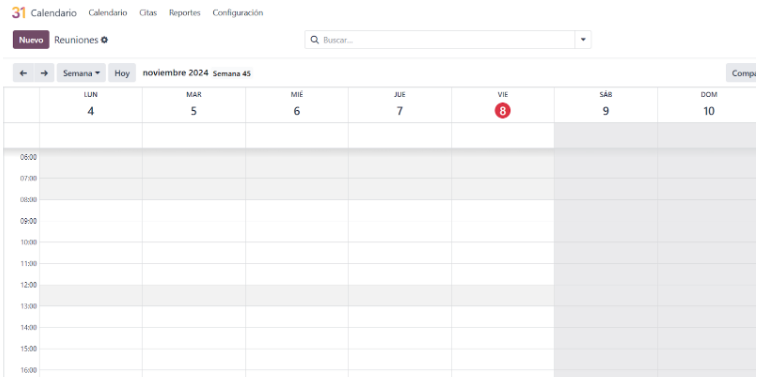 31 Calendario Calendario Citas Reportes Configuración
Nuevo Reuniones Buscar...
Semana Hoy noviembre 2024 Semana 45 Compa
LUN MAR MIÉ JUE VIE SÁB DOM
4 5 6 7 8 9 10
06:00
07:00
08:00
09:00
10:00
11:00
12:00
13:00
14:00
15:00
16:00